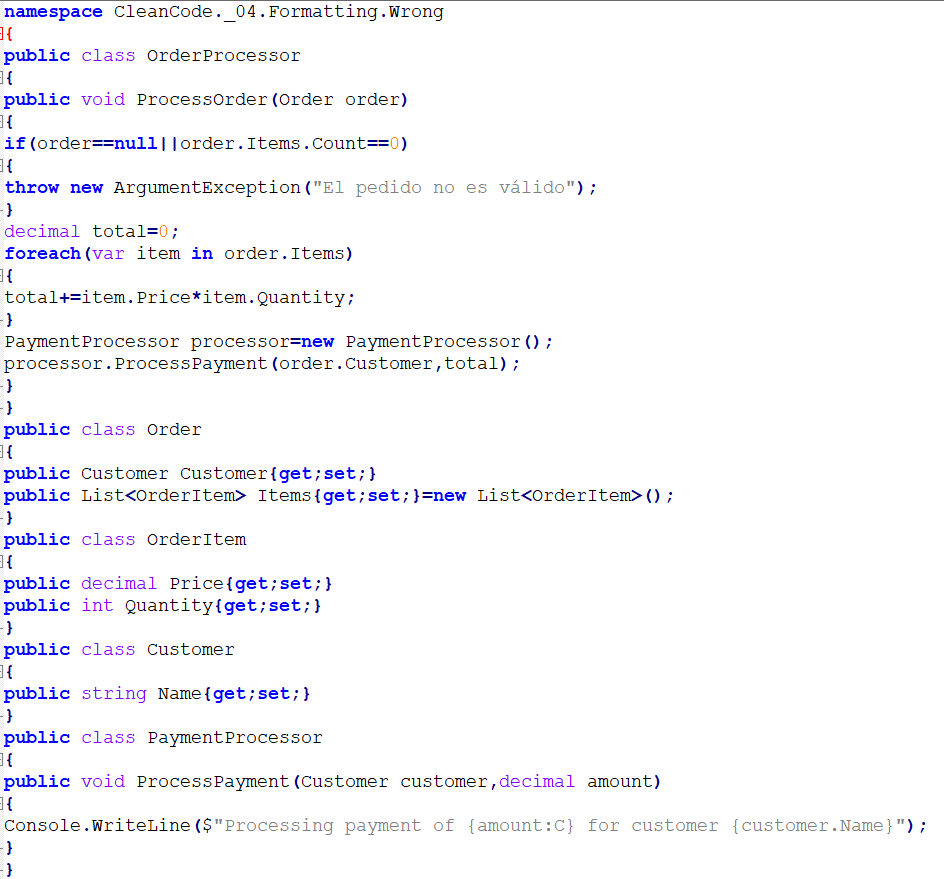 namespace CleanCode._04.Formatting.Wrong
{
public class OrderProcessor
{
public void ProcessOrder(Order order)
{
if(order==null||order.Items.Count==0)
{
throw new ArgumentException("El pedido no es válido");
}
decimal total=0;
foreach(var item in order.Items)
{
total+=item.Price*item.Quantity;
}
PaymentProcessor processor=new PaymentProcessor();
processor.ProcessPayment(order.Customer,total);
}
}
public class Order
{
public Customer Customer{get;set;}
public List<OrderItem> Items{get;set;}=new List<OrderItem>();
}
public class OrderItem
{
public decimal Price{get;set;}
public int Quantity{get;set;}
}
public class Customer
{
public string Name{get;set;}
}
public class PaymentProcessor
{
public void ProcessPayment(Customer customer,decimal amount)
{
Console.WriteLine($"Processing payment of {amount:C} for customer {customer.Name}");
}
}